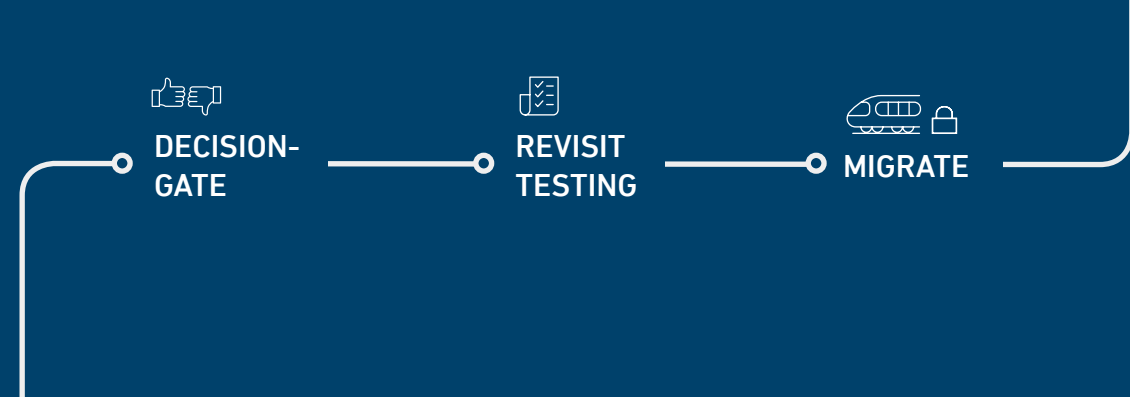 DECISION-
GATE
REVISIT
TESTING
MIGRATE